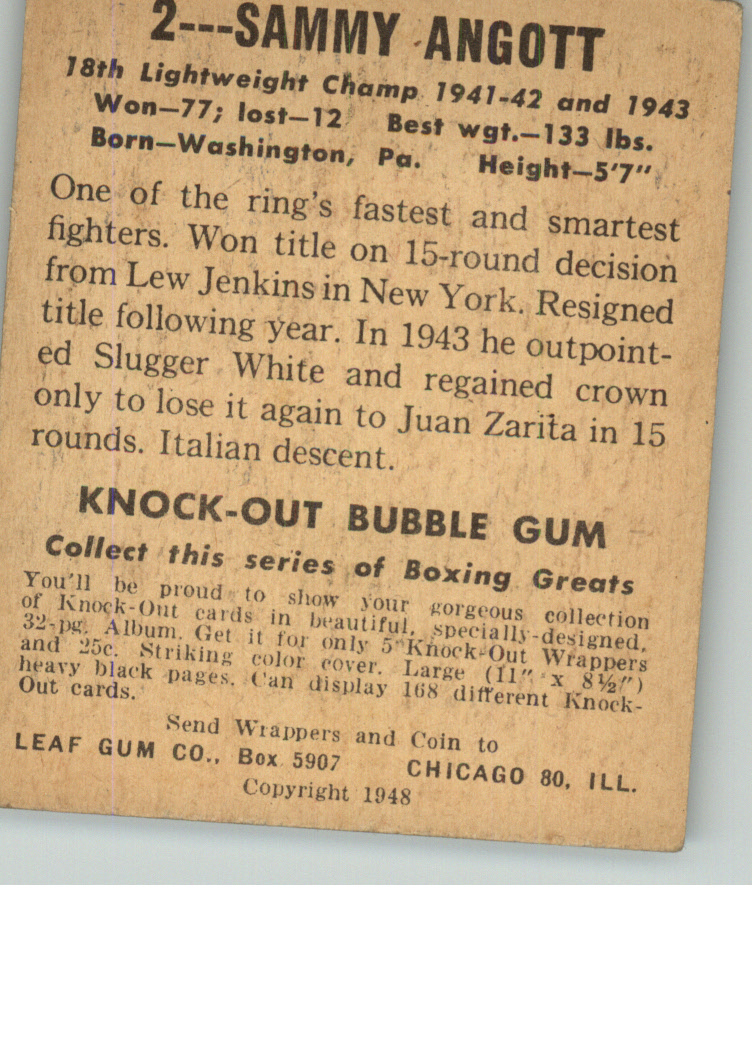 2---SAMMY ANGOTT
18th Lightweight Champ 1941-42 and 1943
Won—77; lost—12 Best wgt.—133 lbs.
Born—Washington, Pa. Height—5'7"
One of the ring's fastest and smartest
fighters. Won title on 15-round decision
from Lew Jenkins in New York. Resigned
title following year. In 1943 he outpoint-
ed Slugger White and regained crown
only to lose it again to Juan Zarita in 15
rounds. Italian descent.
KNOCK-OUT BUBBLE GUM
Collect this series of Boxing Greats
You'll be proud to show your gorgeous collection
of Knock-Out cards in beautiful, specially-designed,
32-pg. Album. Get it for only 5 Knock-Out Wrappers
and 25c. Striking color cover. Large (11" x 8½")
heavy black pages. Can display 168 different Knock-
Out cards.
Send Wrappers and Coin to
LEAF GUM CO., Box 5907 CHICAGO 80, ILL.
Copyright 1948